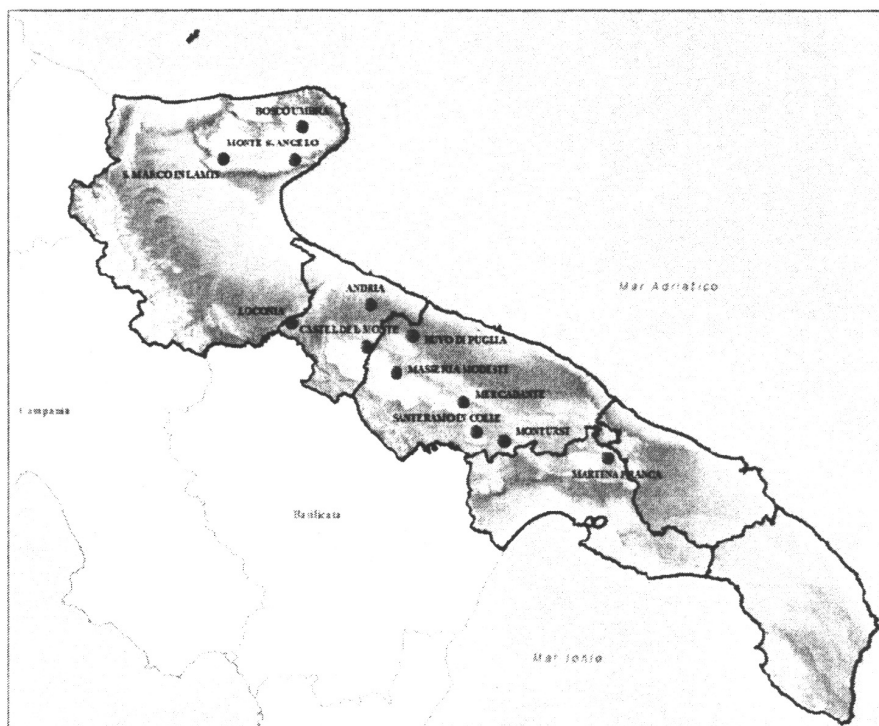 BOSCO UMBRA
MONTE S. ANGELO
S. MARCO IN LAMIS
Mar Adriatico
ANDRIA
LOCONIA
CASTEL DEL MONTE
RUVO DI PUGLIA
MASSERIA MODESTI
MERCADANTE
Campania
SANTERAMO IN COLLE
MONTURSI
MARTINA FRANCA
Basilicata
Mar Ionio